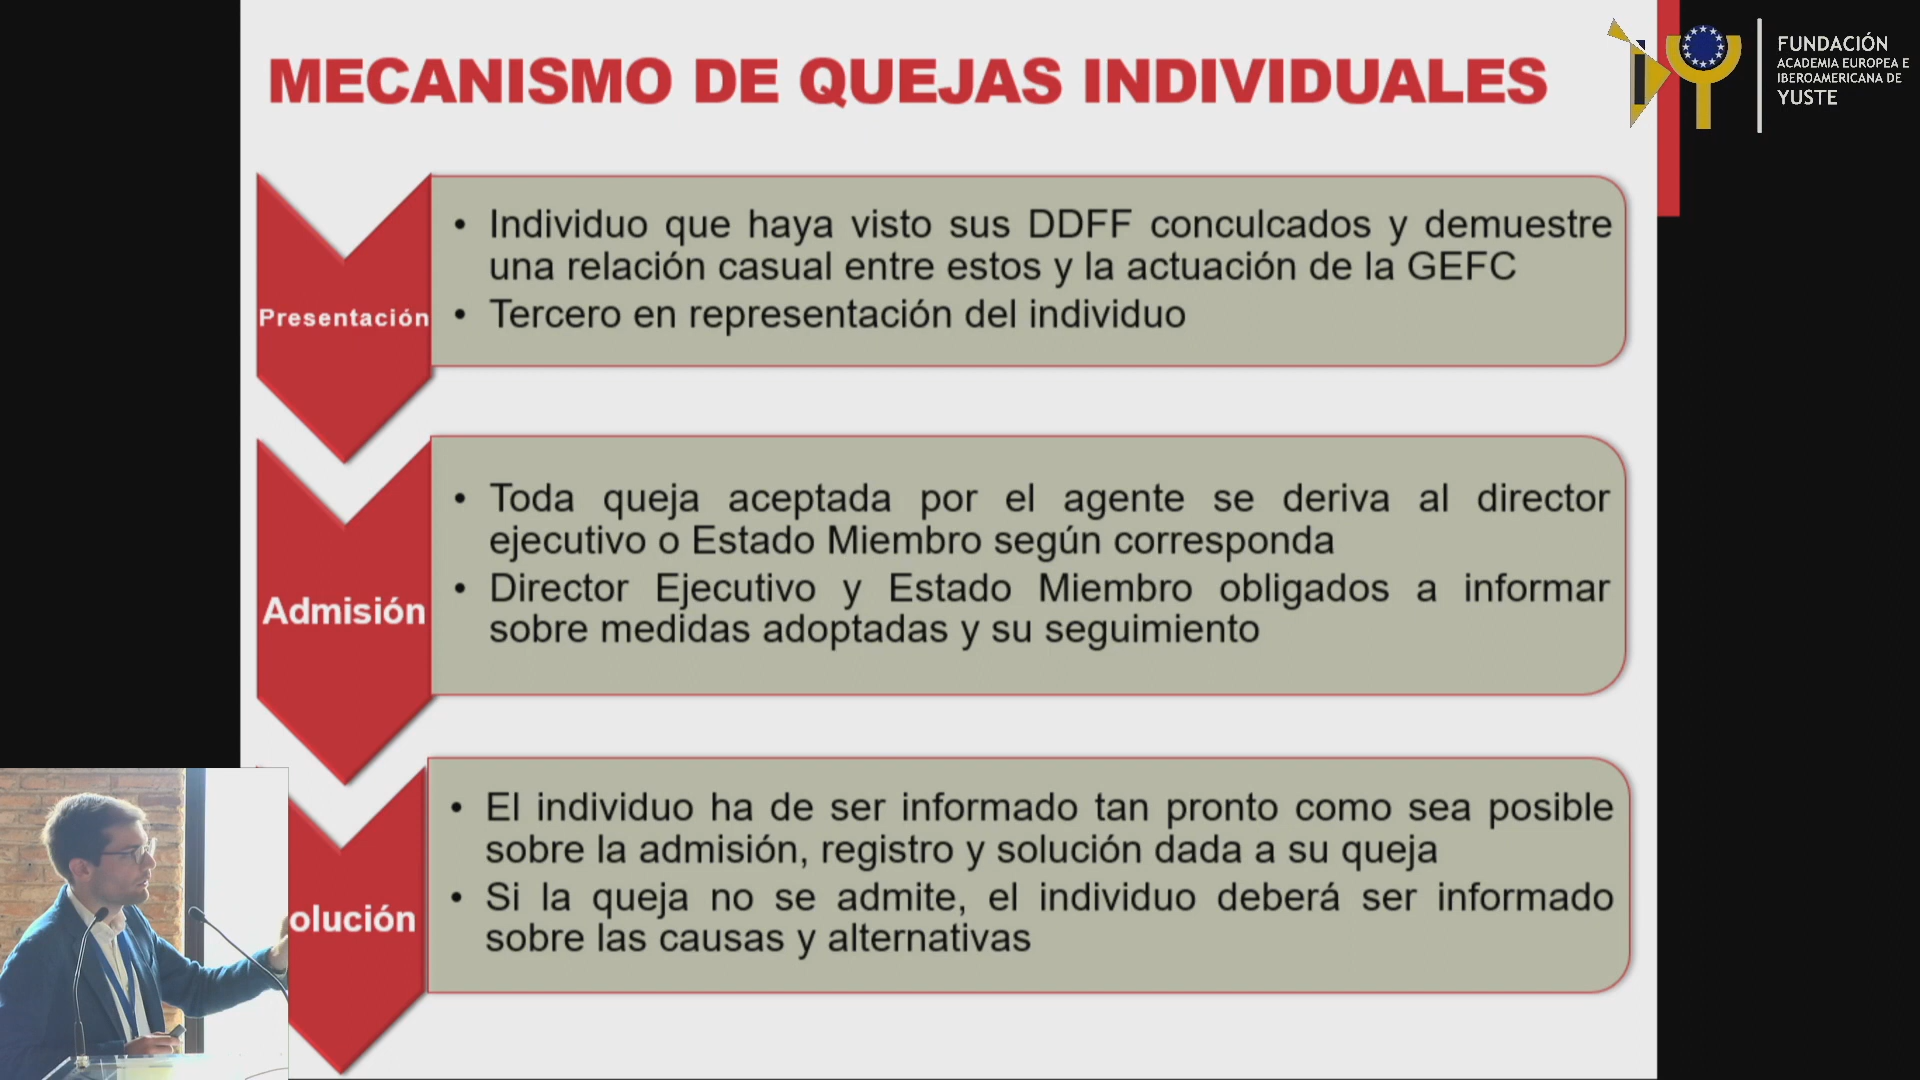 MECANISMO DE QUEJAS INDIVIDUALES
FUNDACIÓN
ACADEMIA EUROPEA E
IBEROAMERICANA DE
YUSTE
Presentación
• Individuo que haya visto sus DDFF conculcados y demuestre
una relación casual entre estos y la actuación de la GEFC
• Tercero en representación del individuo
Admisión
• Toda queja aceptada por el agente se deriva al director
ejecutivo o Estado Miembro según corresponda
• Director Ejecutivo y Estado Miembro obligados a informar
sobre medidas adoptadas y su seguimiento
olución
• El individuo ha de ser informado tan pronto como sea posible
sobre la admisión, registro y solución dada a su queja
• Si la queja no se admite, el individuo deberá ser informado
sobre las causas y alternativas